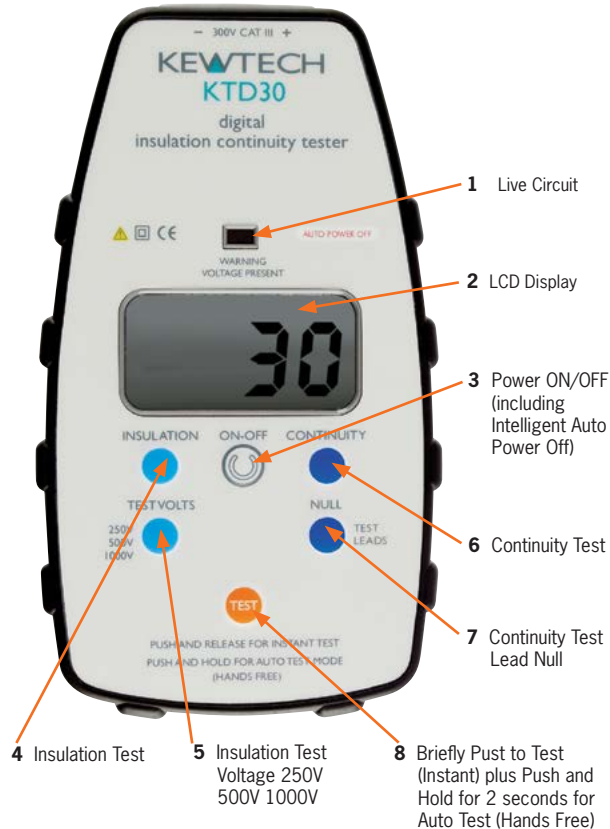 – 300V CAT III +
KEWTECH
KTD30
digital
insulation continuity tester
1 Live Circuit
CE
AUTO POWER OFF
WARNING
VOLTAGE PRESENT
2 LCD Display
30
3 Power ON/OFF
(including
Intelligent Auto
Power Off)
INSULATION ON-OFF CONTINUITY
TEST VOLTS NULL
250V
500V
1000V
TEST
LEADS
6 Continuity Test
TEST
7 Continuity Test
Lead Null
PUSH AND RELEASE FOR INSTANT TEST
PUSH AND HOLD FOR AUTO TEST MODE
(HANDS FREE)
4 Insulation Test
5 Insulation Test
Voltage 250V
500V 1000V
8 Briefly Pust to Test
(Instant) plus Push and
Hold for 2 seconds for
Auto Test (Hands Free)